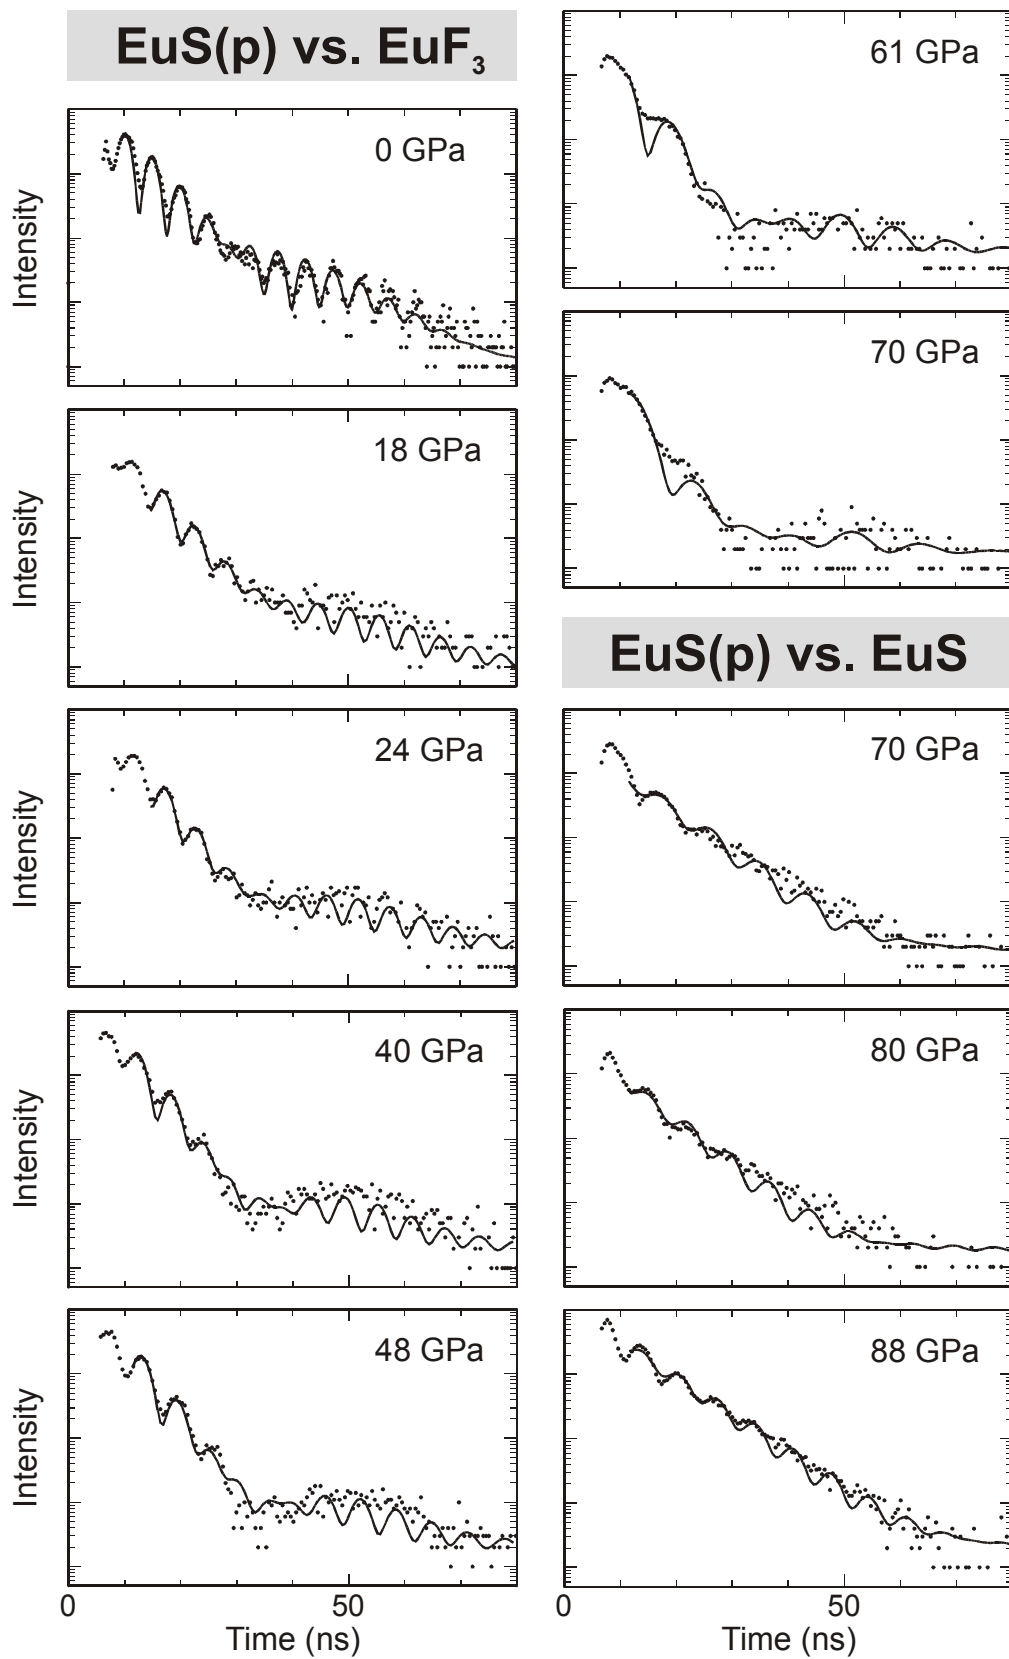 EuS(p) vs. EuF₃
0 GPa
Intensity
18 GPa
Intensity
24 GPa
Intensity
40 GPa
Intensity
48 GPa
Intensity
0 50
Time (ns)
61 GPa
70 GPa
EuS(p) vs. EuS
70 GPa
80 GPa
88 GPa
0 50
Time (ns)